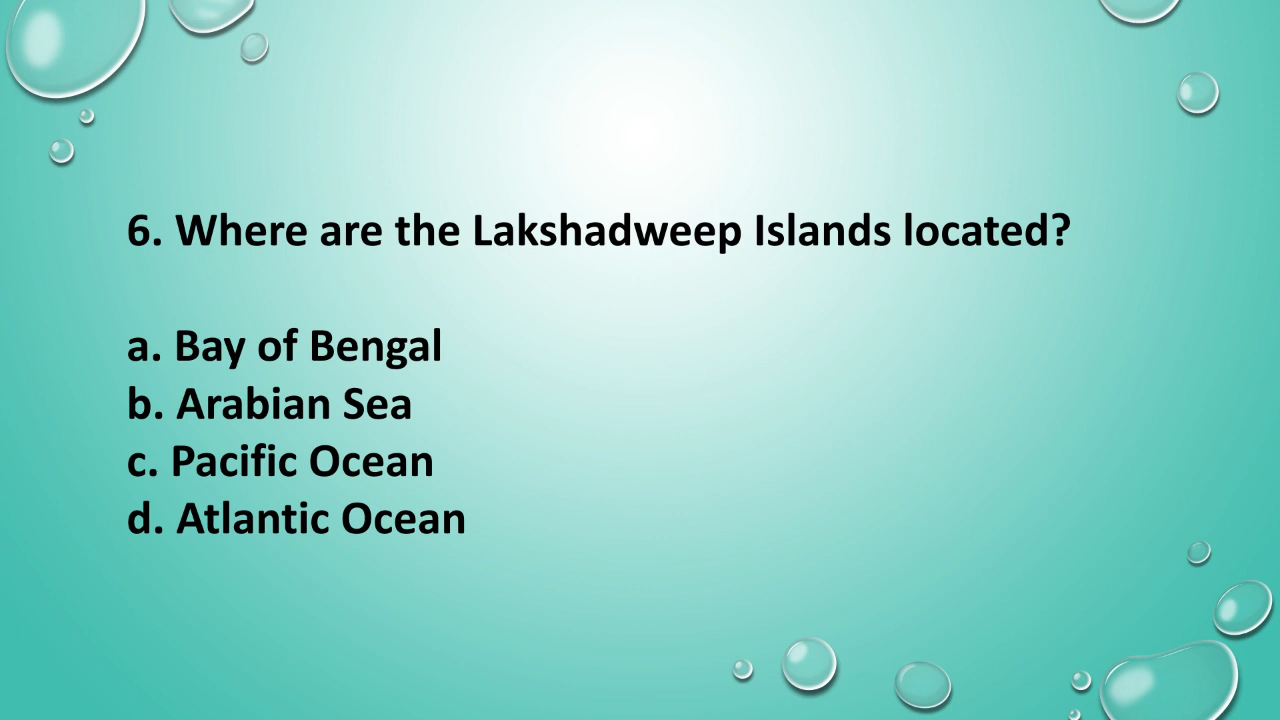 6. Where are the Lakshadweep Islands located?
a. Bay of Bengal
b. Arabian Sea
c. Pacific Ocean
d. Atlantic Ocean